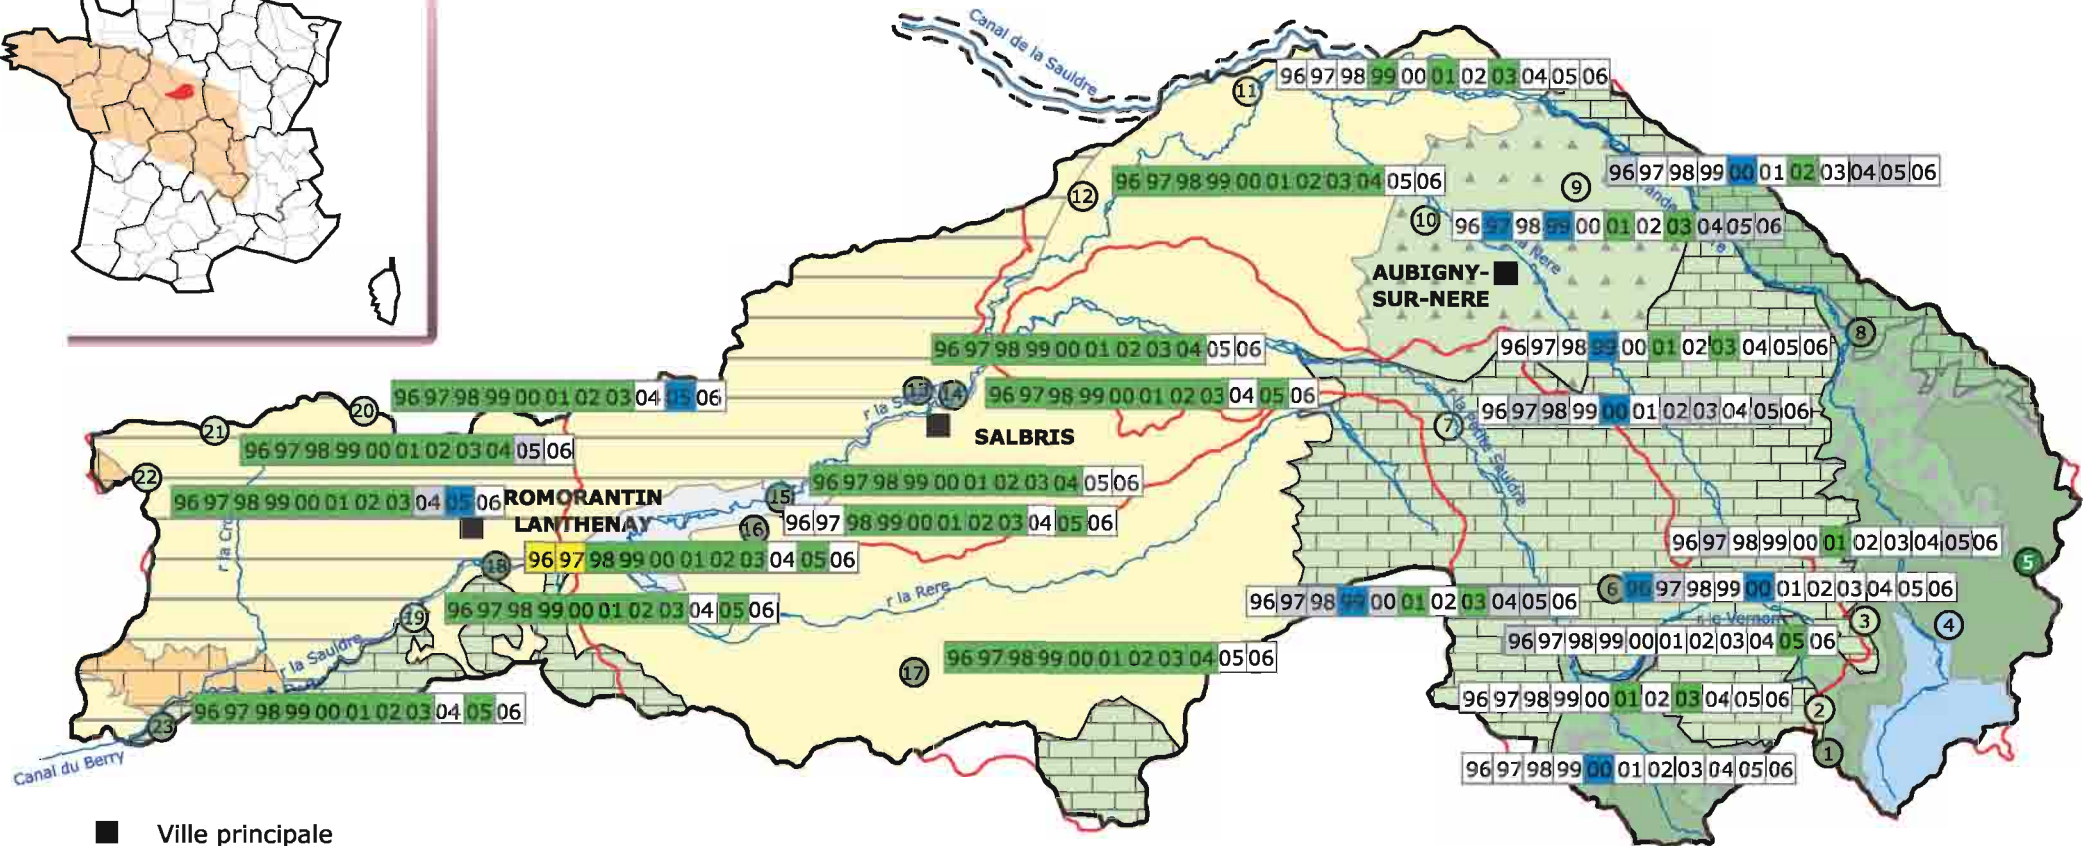 Canal de la Sauldre
11
96 97 98 99 00 01 02 03 04 05 06
12
96 97 98 99 00 01 02 03 04 05 06
9
96 97 98 99 00 01 02 03 04 05 06
10
96 97 98 99 00 01 02 03 04 05 06
la Nere
AUBIGNY-
SUR-NERE
96 97 98 99 00 01 02 03 04 05 06
96 97 98 99 00 01 02 03 04 05 06
8
20
96 97 98 99 00 01 02 03 04 05 06
13
14
96 97 98 99 00 01 02 03 04 05 06
r la
96 97 98 99 00 01 02 03 04 05 06
7
r la Petite Sauldre
21
96 97 98 99 00 01 02 03 04 05 06
SALBRIS
22
96 97 98 99 00 01 02 03 04 05 06
ROMORANTIN
LANTHENAY
15
96 97 98 99 00 01 02 03 04 05 06
16
96 97 98 99 00 01 02 03 04 05 06
96 97 98 99 00 01 02 03 04 05 06
5
r la
18
96 97 98 99 00 01 02 03 04 05 06
r la Rere
96 97 98 99 00 01 02 03 04 05 06
6
96 97 98 99 00 01 02 03 04 05 06
19
96 97 98 99 00 01 02 03 04 05 06
r le Vernon
3
4
r la Sauldre
96 97 98 99 00 01 02 03 04 05 06
17
96 97 98 99 00 01 02 03 04 05 06
96 97 98 99 00 01 02 03 04 05 06
2
23
96 97 98 99 00 01 02 03 04 05 06
1
Canal du Berry
96 97 98 99 00 01 02 03 04 05 06
Ville principale